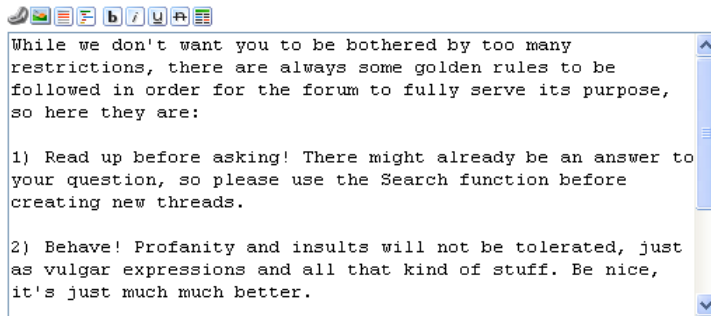 b i U A
While we don't want you to be bothered by too many
restrictions, there are always some golden rules to be
followed in order for the forum to fully serve its purpose,
so here they are:
1) Read up before asking! There might already be an answer to
your question, so please use the Search function before
creating new threads.
2) Behave! Profanity and insults will not be tolerated, just
as vulgar expressions and all that kind of stuff. Be nice,
it's just much much better.